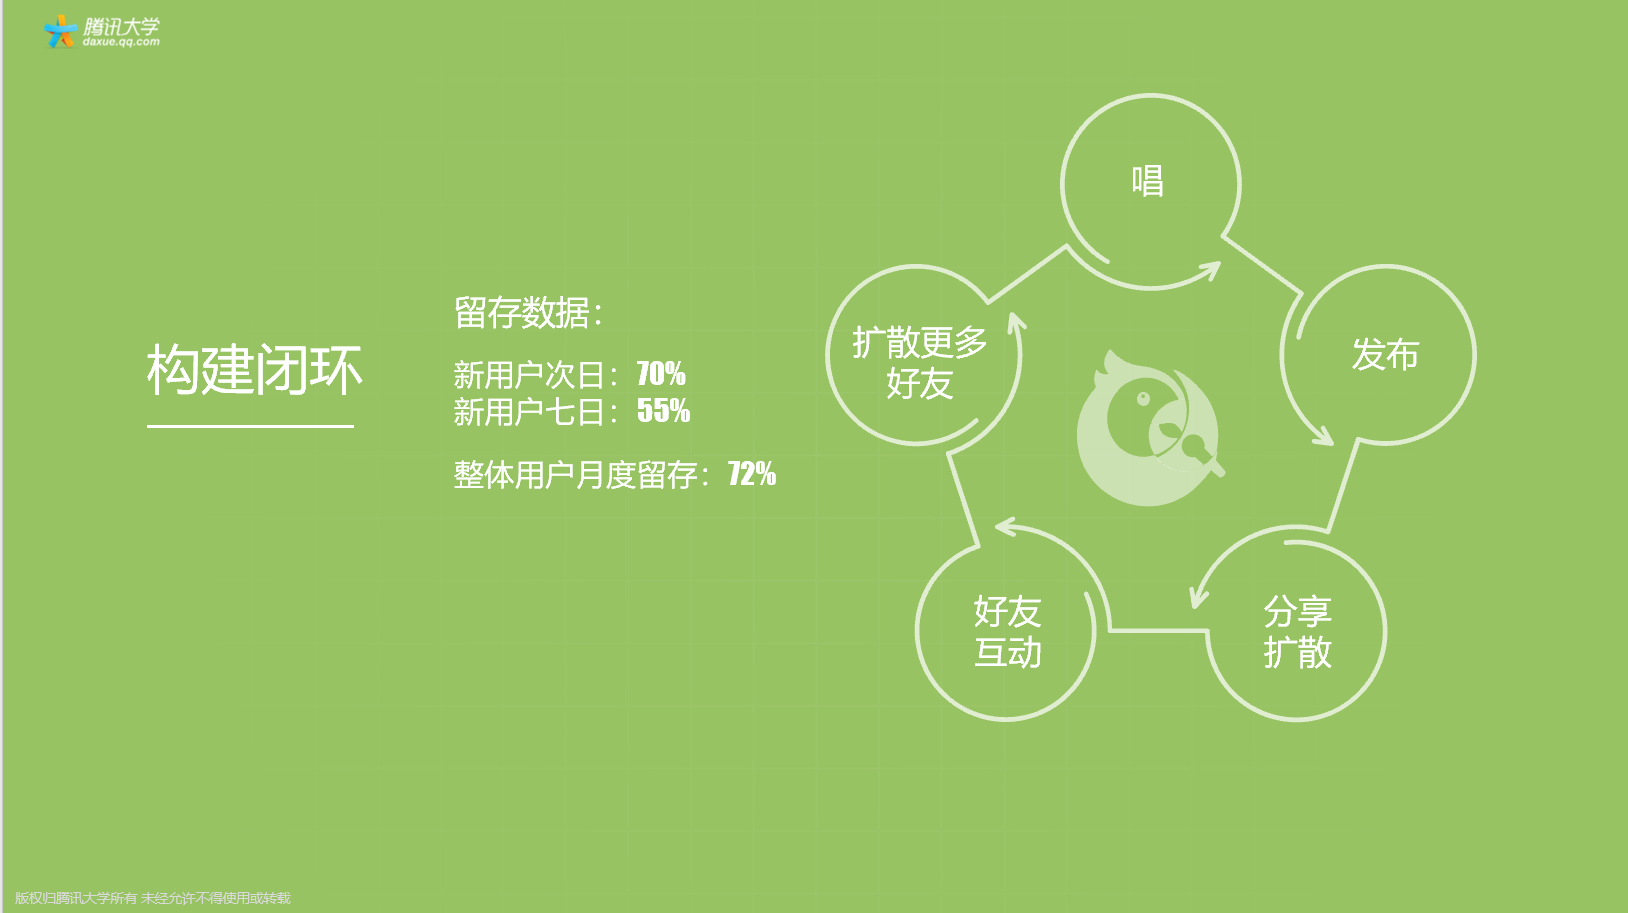 腾讯大学
daxue.qq.com
构建闭环
留存数据：
新用户次日：70%
新用户七日：55%
整体用户月度留存：72%
唱
发布
分享
扩散
好友
互动
扩散更多
好友
版权归腾讯大学所有 未经允许不得使用或转载